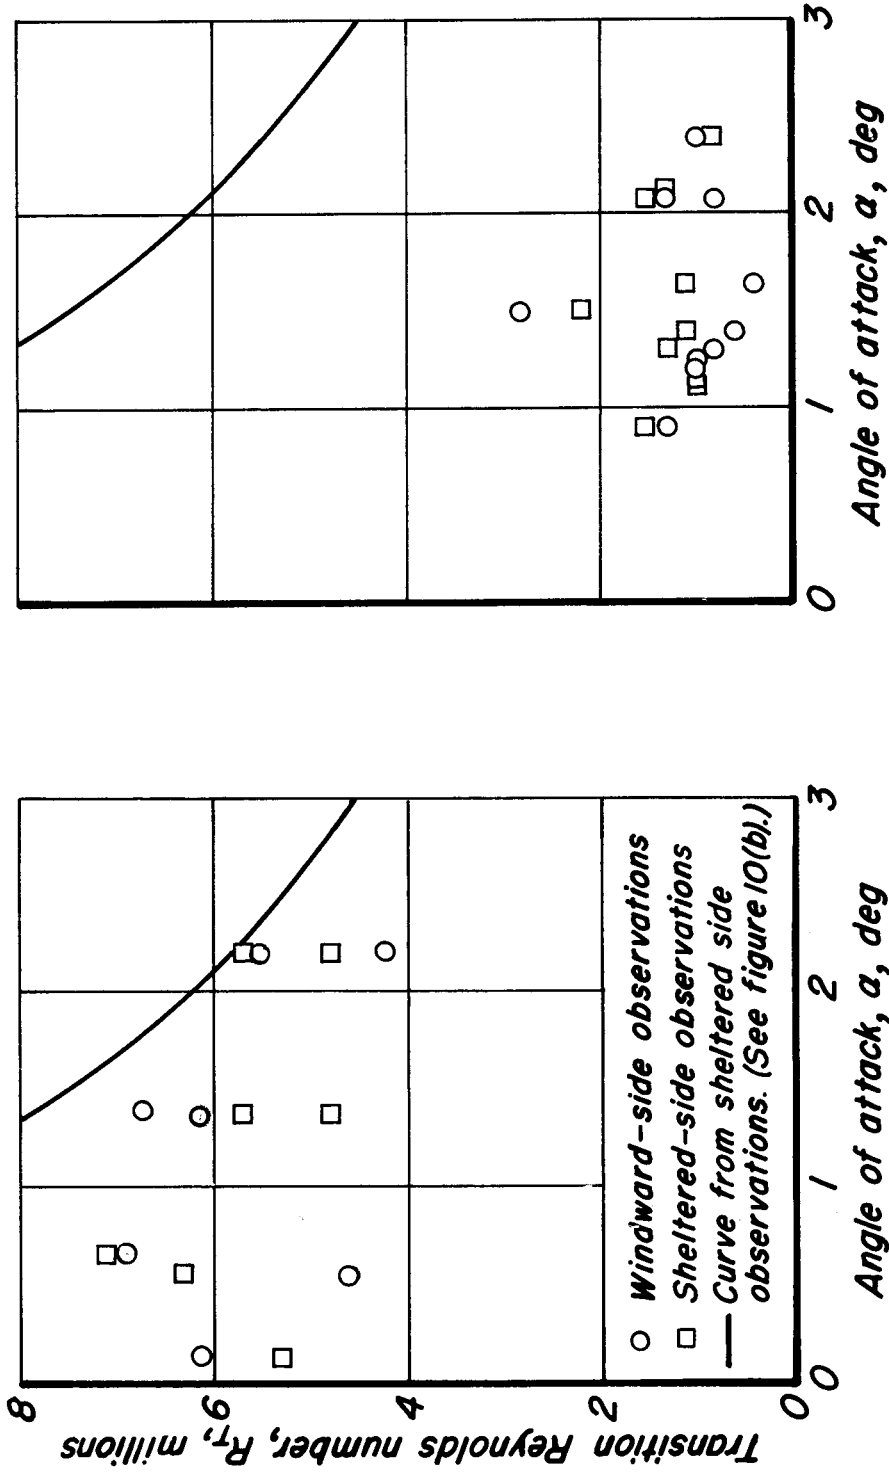 Transition Reynolds number, R_T, millions
8
6
4
2
0
0 1 2 3
Angle of attack, α, deg
Windward-side observations
Sheltered-side observations
Curve from sheltered side
observations. (See figure 10(b).)
0 1 2 3
Angle of attack, α, deg